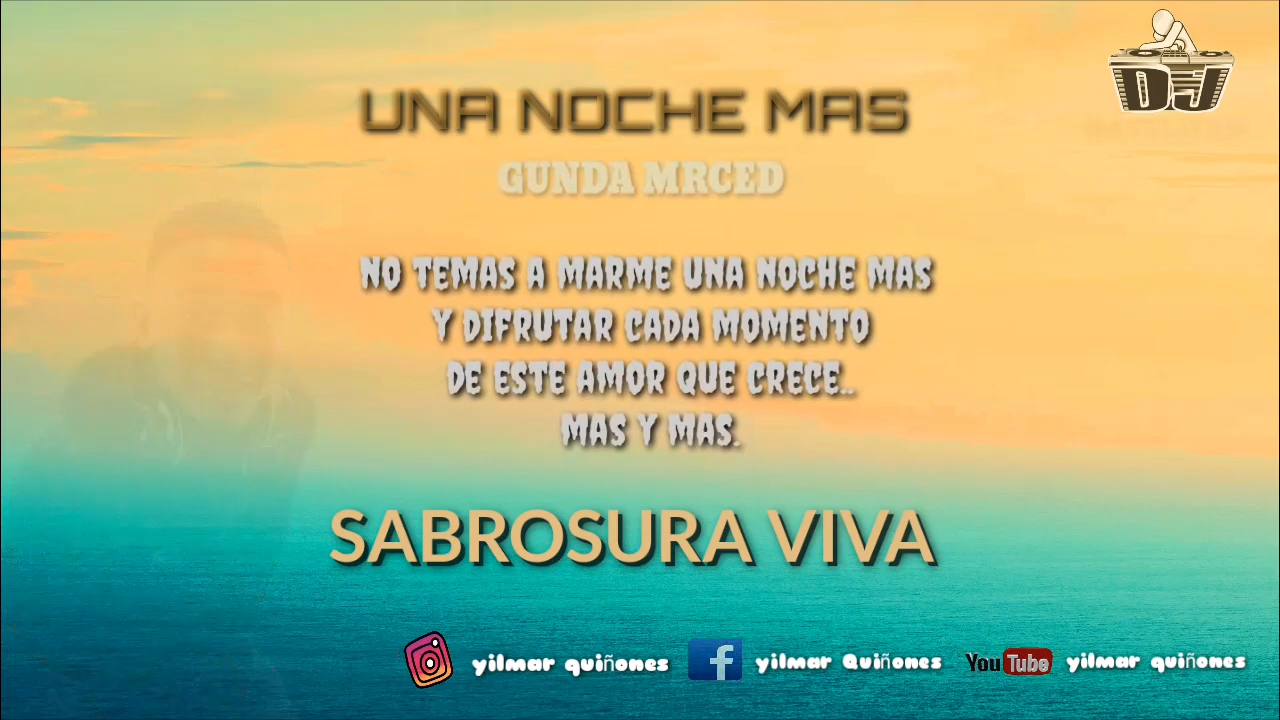 DJ
UNA NOCHE MAS
GUNDA MRCED
NO TEMAS A MARME UNA NOCHE MAS
Y DIFRUTAR CADA MOMENTO
DE ESTE AMOR QUE CRECE..
MAS Y MAS.
SABROSURA VIVA
yilmar quiñones yilmar Quiñones YouTube yilmar quiñones